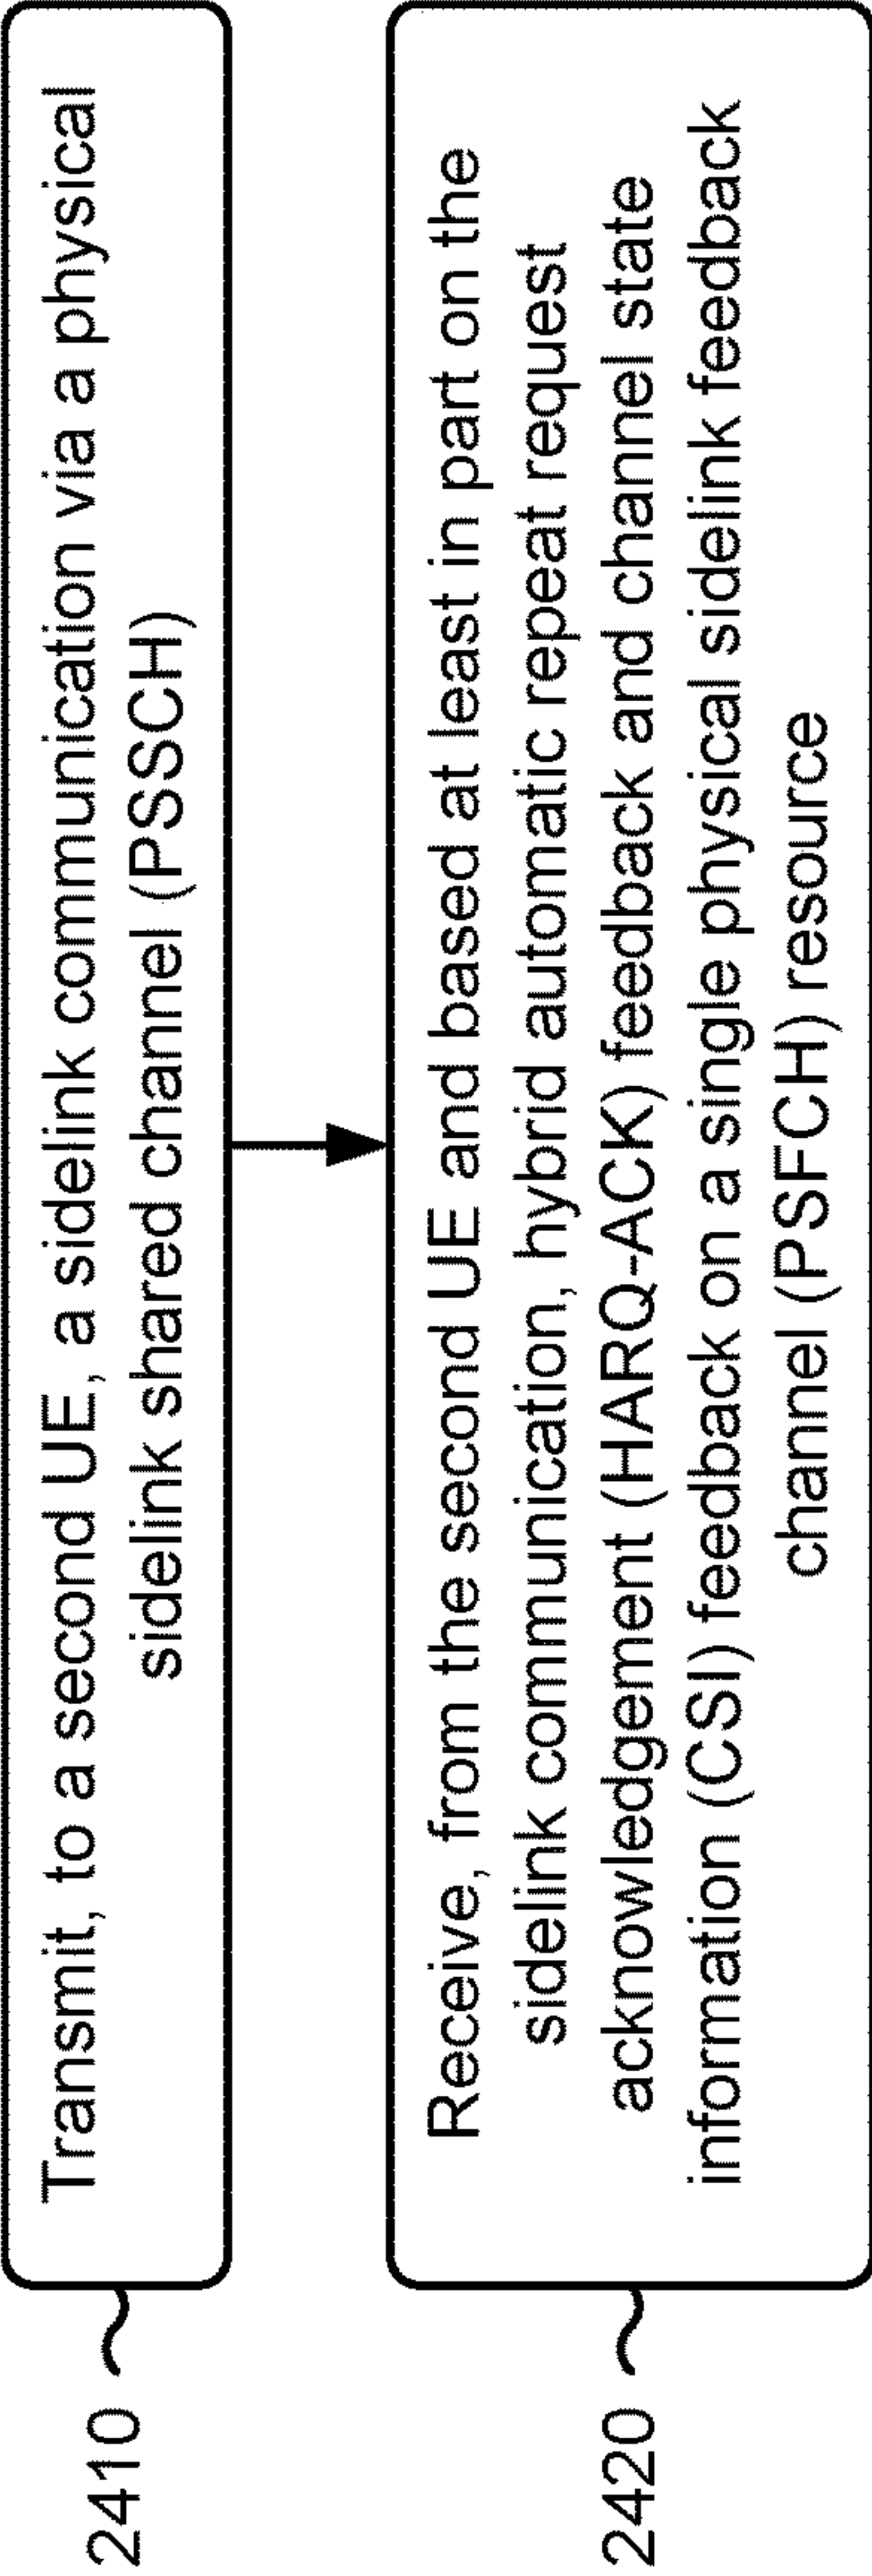 2410
Transmit, to a second UE, a sidelink communication via a physical
sidelink shared channel (PSSCH)
2420
Receive, from the second UE and based at least in part on the
sidelink communication, hybrid automatic repeat request
acknowledgement (HARQ-ACK) feedback and channel state
information (CSI) feedback on a single physical sidelink feedback
channel (PSFCH) resource